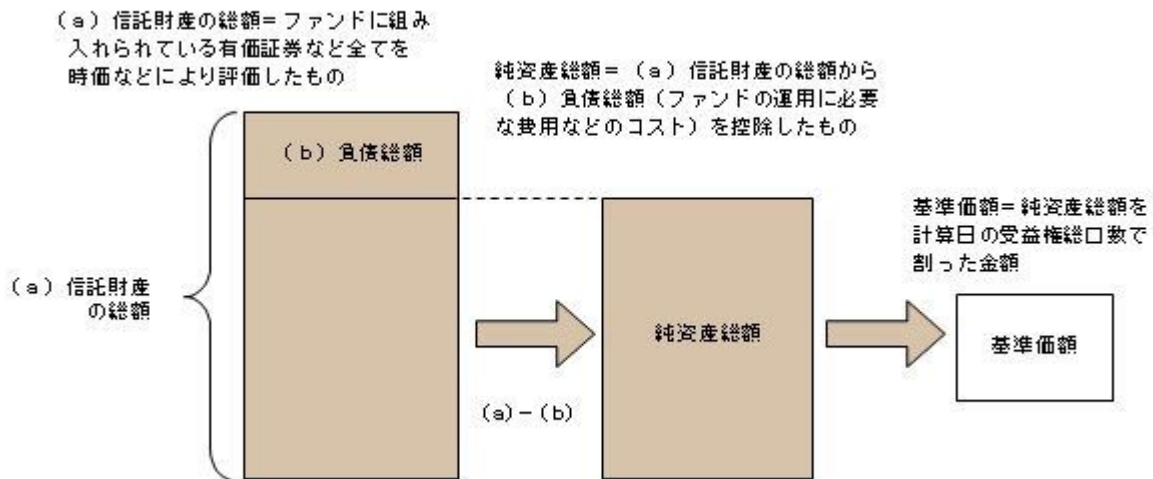 (a)信託財産の総額=ファンドに組み
入れられている有価証券など全てを
時価などにより評価したもの
純資産総額=(a)信託財産の総額から
(b)負債総額(ファンドの運用に必要
な費用などのコスト)を控除したもの
(b)負債総額
基準価額=純資産総額を
計算日の受益権総口数で
割った金額
(a)信託財産
の総額
純資産総額
基準価額
(a)-(b)